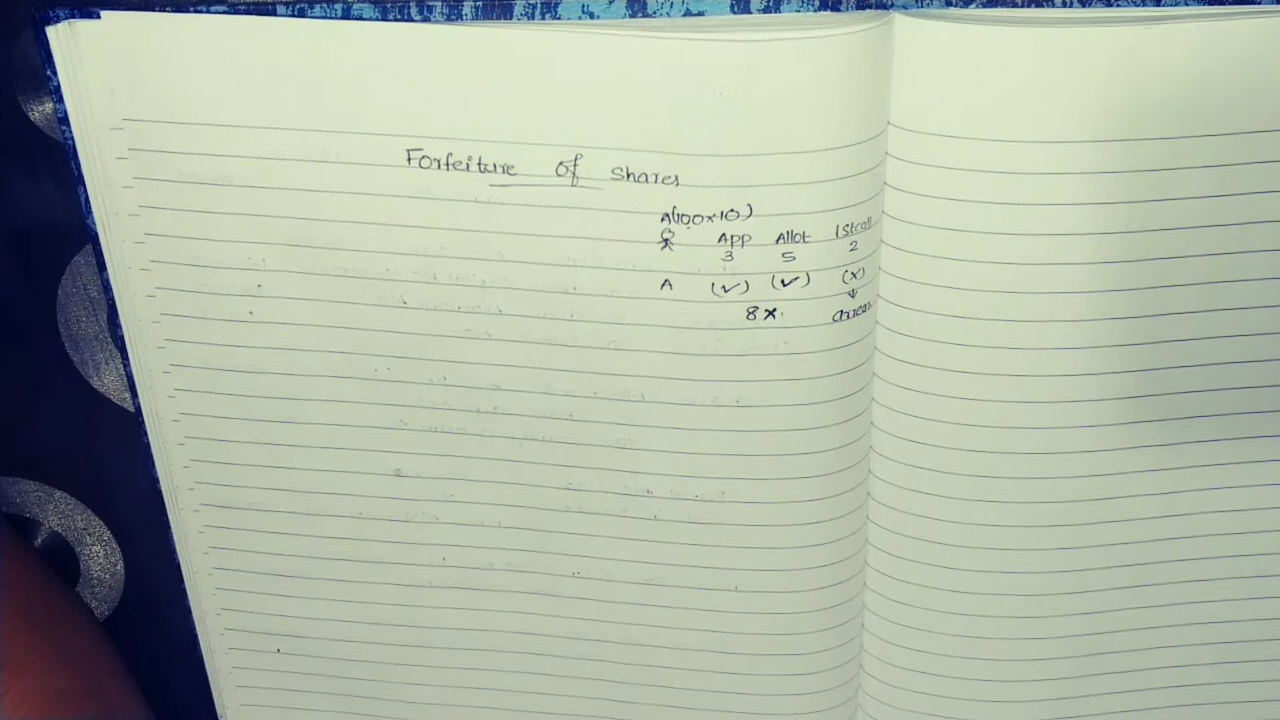 Forfeiture of Shares
A(100×10)
App Allot 1st call
3 5 2
A (✓) (✓) (×)
↓
8 ×. arrear